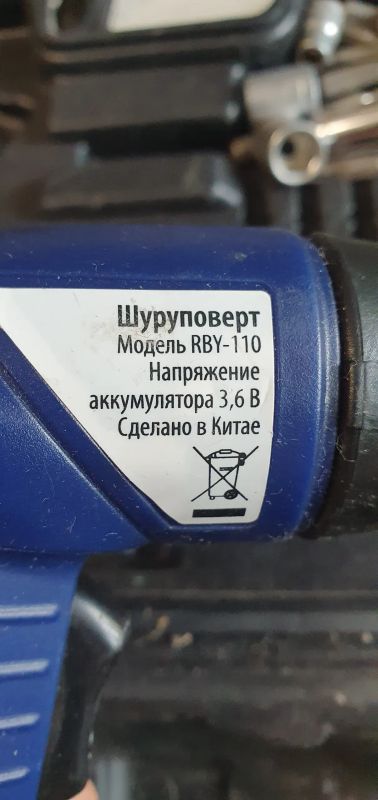 Шуруповерт
Модель RBY-110
Напряжение
аккумулятора 3,6 В
Сделано в Китае